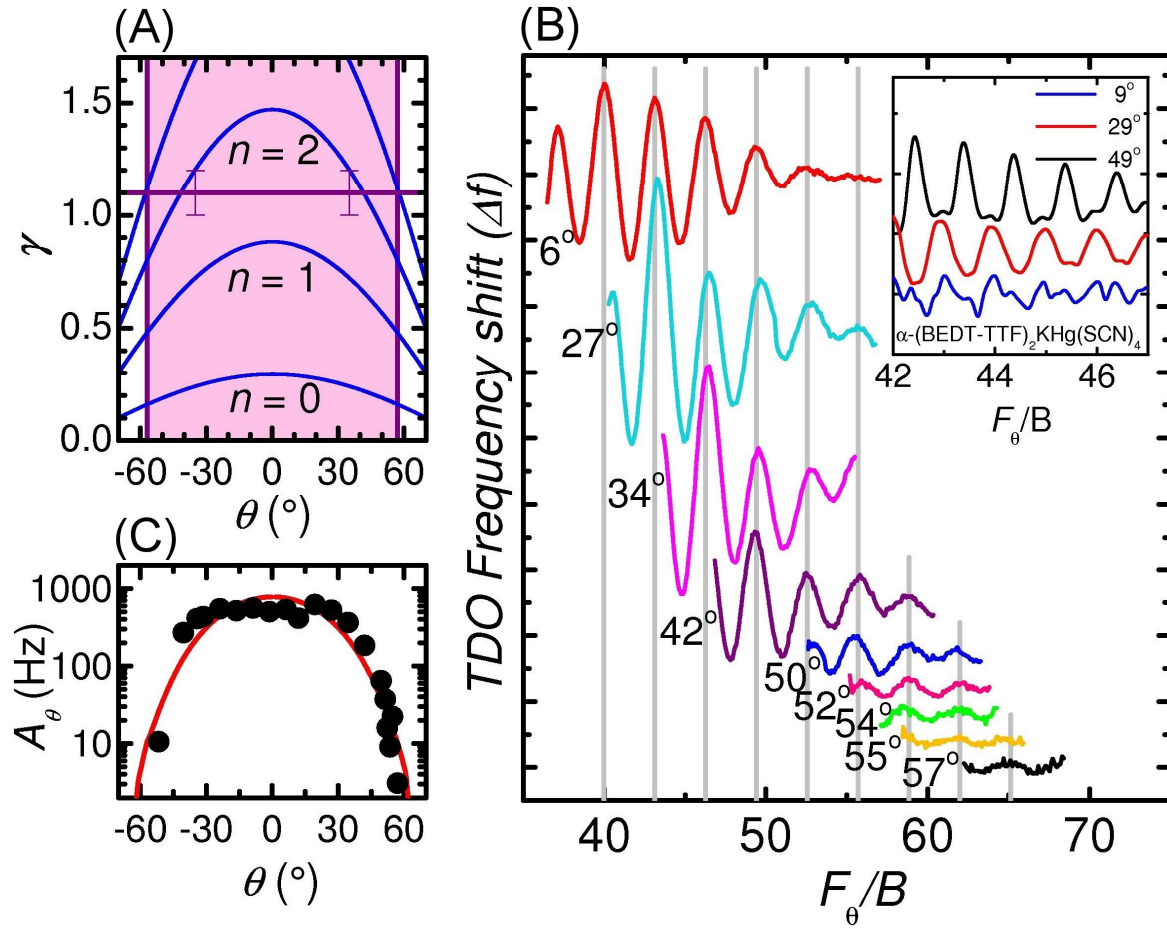 (A)
γ
1.5
1.0
0.5
0.0
n = 2
n = 1
n = 0
-60 -30 0 30 60
θ (°)
(C)
A_θ (Hz)
1000
100
10
-60 -30 0 30 60
θ (°)
(B)
TDO Frequency shift (Δf)
6°
27°
34°
42°
50°
52°
54°
55°
57°
40 50 60 70
F_θ/B
9°
29°
49°
α-(BEDT-TTF)₂KHg(SCN)₄
42 44 46
F_θ/B